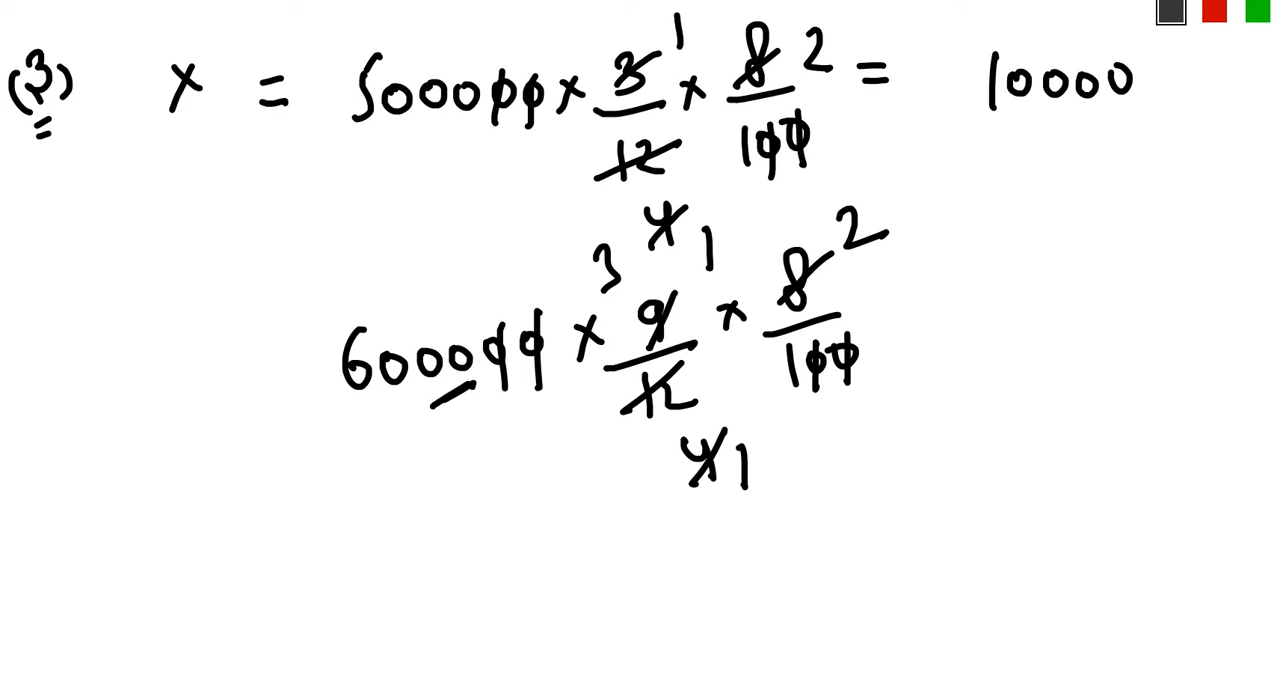 (3) x = 500000 × 3/12 × 8/100 = 10000
1 2
4 1
3 2
600000 × 9/12 × 8/100
4 1